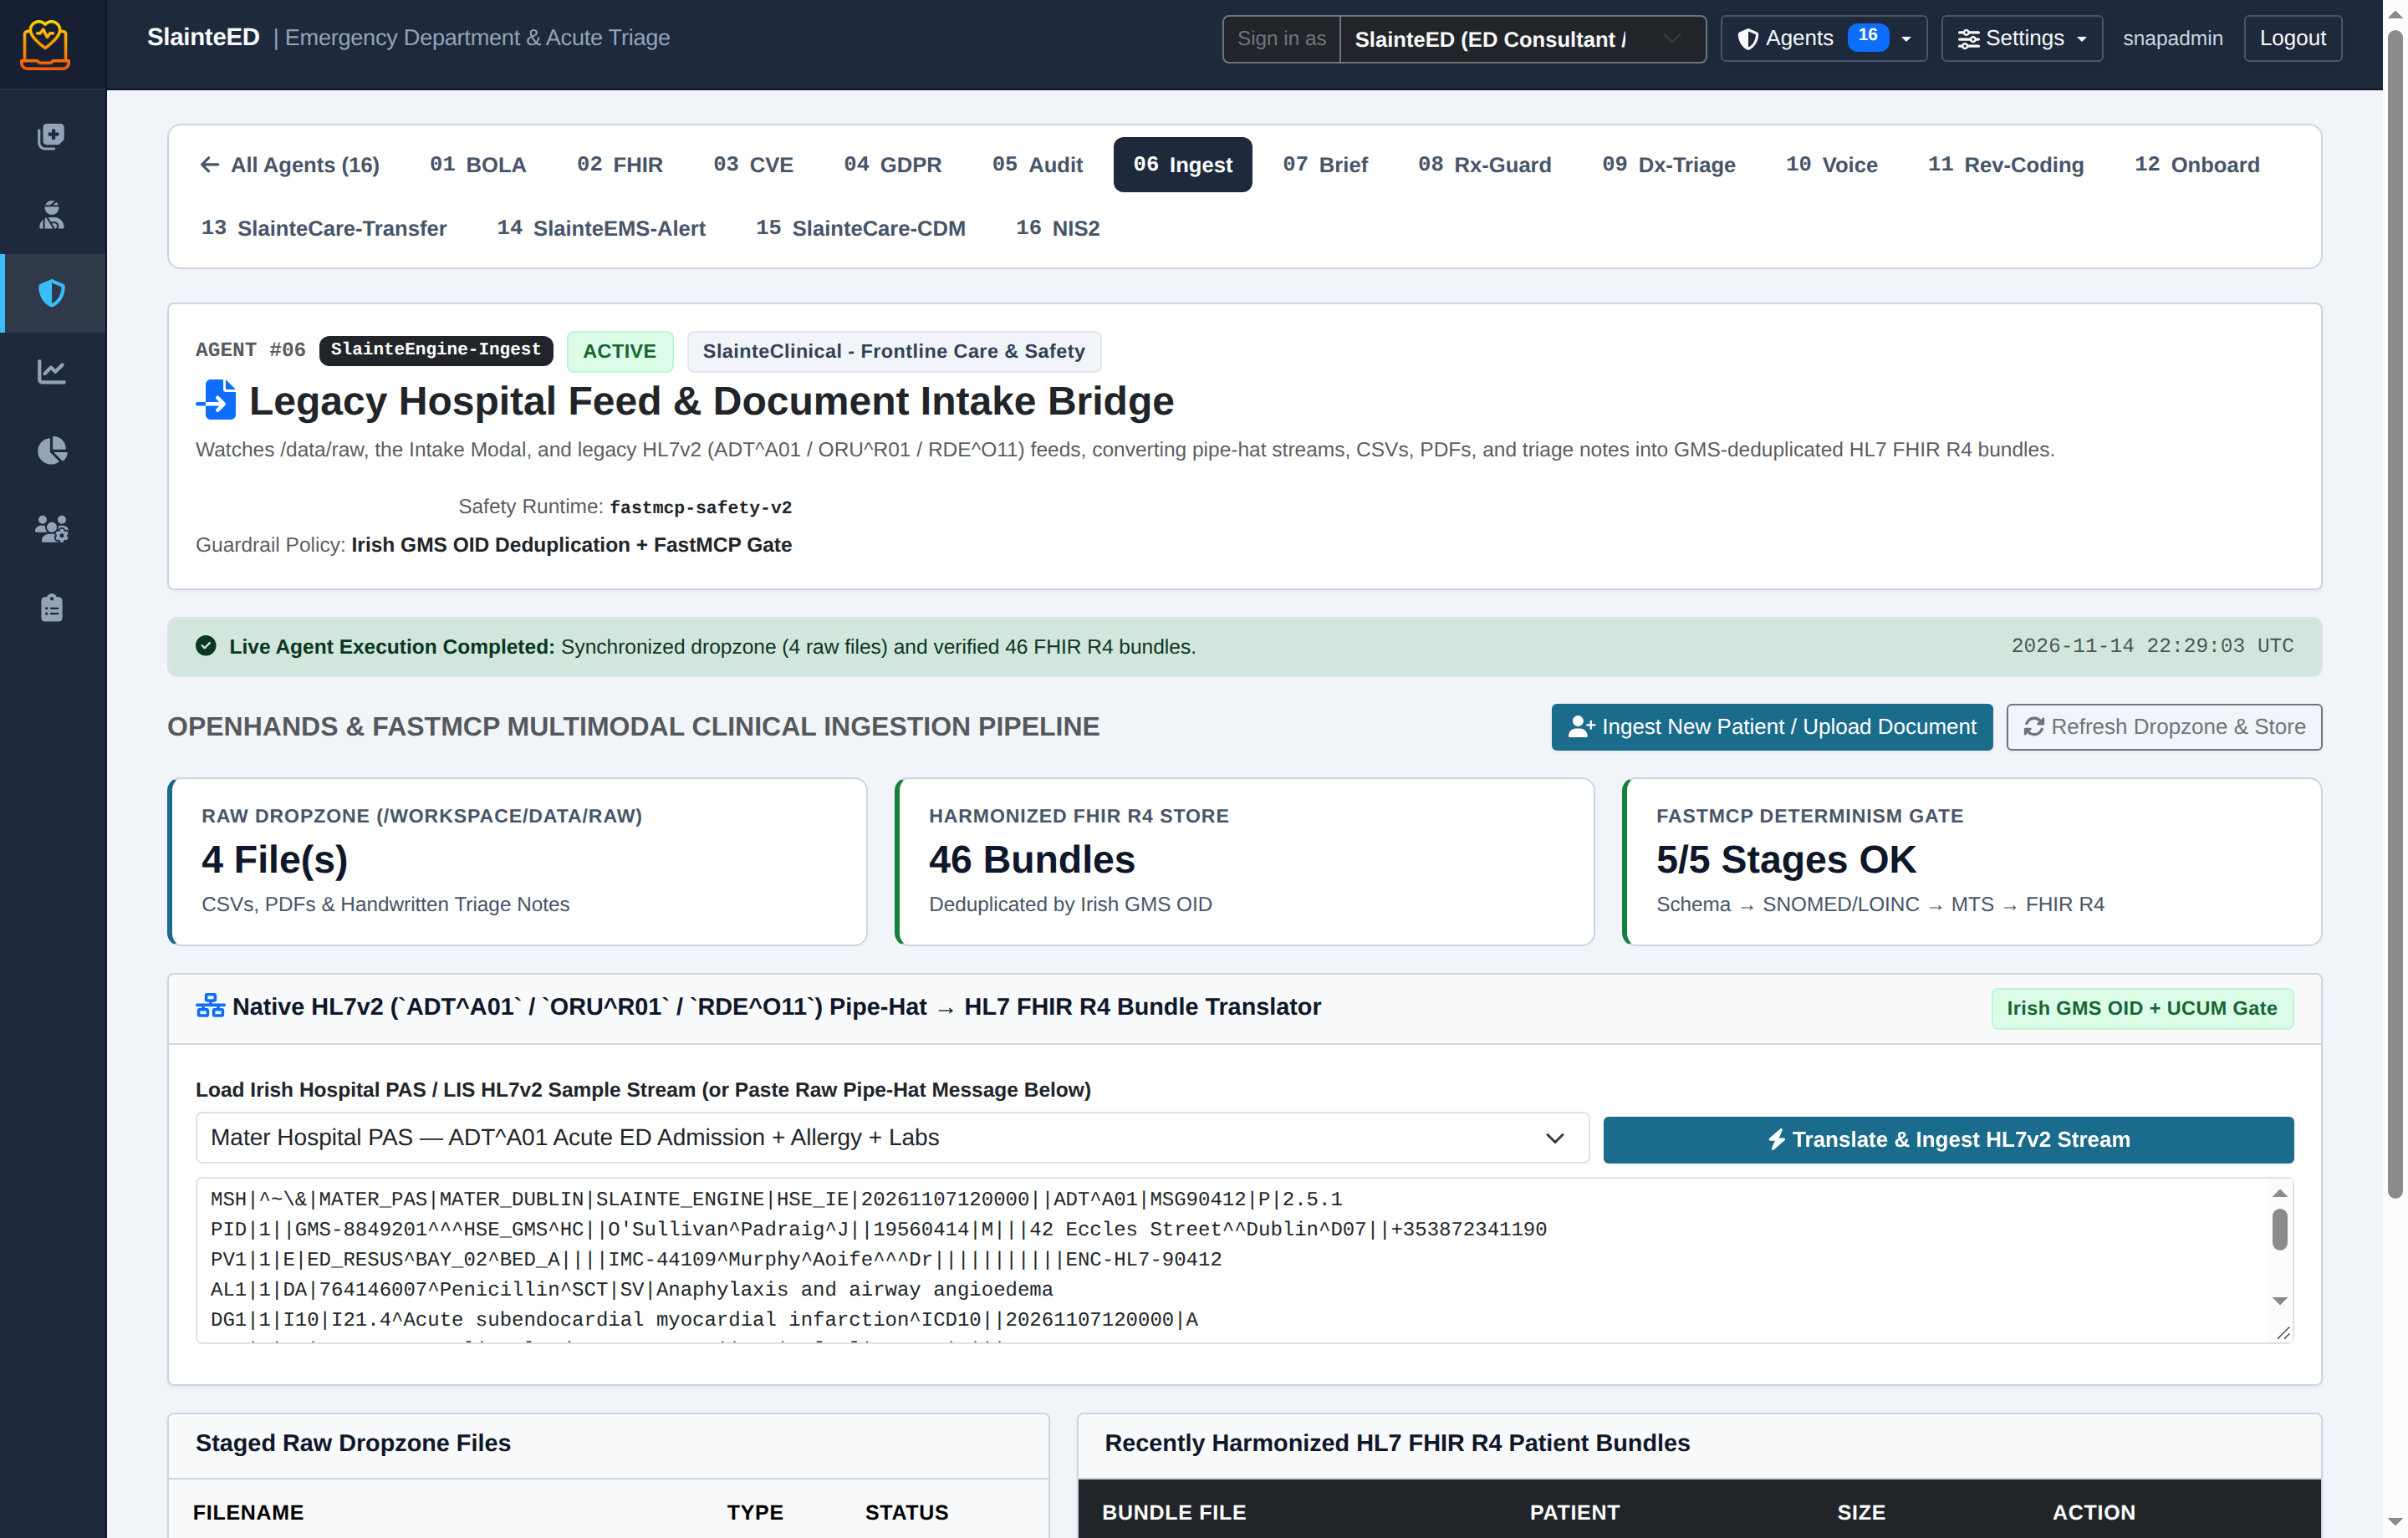 SlainteED | Emergency Department & Acute Triage
Sign in as
SlainteED (ED Consultant /
Agents 16
Settings
snapadmin
Logout
All Agents (16)
01 BOLA
02 FHIR
03 CVE
04 GDPR
05 Audit
06 Ingest
07 Brief
08 Rx-Guard
09 Dx-Triage
10 Voice
11 Rev-Coding
12 Onboard
13 SlainteCare-Transfer
14 SlainteEMS-Alert
15 SlainteCare-CDM
16 NIS2
AGENT #06 SlainteEngine-Ingest ACTIVE SlainteClinical - Frontline Care & Safety
Legacy Hospital Feed & Document Intake Bridge
Watches /data/raw, the Intake Modal, and legacy HL7v2 (ADT^A01 / ORU^R01 / RDE^O11) feeds, converting pipe-hat streams, CSVs, PDFs, and triage notes into GMS-deduplicated HL7 FHIR R4 bundles.
Safety Runtime: fastmcp-safety-v2
Guardrail Policy: Irish GMS OID Deduplication + FastMCP Gate
Live Agent Execution Completed: Synchronized dropzone (4 raw files) and verified 46 FHIR R4 bundles.
2026-11-14 22:29:03 UTC
OPENHANDS & FASTMCP MULTIMODAL CLINICAL INGESTION PIPELINE
Ingest New Patient / Upload Document
Refresh Dropzone & Store
RAW DROPZONE (/WORKSPACE/DATA/RAW)
4 File(s)
CSVs, PDFs & Handwritten Triage Notes
HARMONIZED FHIR R4 STORE
46 Bundles
Deduplicated by Irish GMS OID
FASTMCP DETERMINISM GATE
5/5 Stages OK
Schema → SNOMED/LOINC → MTS → FHIR R4
Native HL7v2 (`ADT^A01` / `ORU^R01` / `RDE^O11`) Pipe-Hat → HL7 FHIR R4 Bundle Translator
Irish GMS OID + UCUM Gate
Load Irish Hospital PAS / LIS HL7v2 Sample Stream (or Paste Raw Pipe-Hat Message Below)
Mater Hospital PAS — ADT^A01 Acute ED Admission + Allergy + Labs
Translate & Ingest HL7v2 Stream
MSH|^~\&|MATER_PAS|MATER_DUBLIN|SLAINTE_ENGINE|HSE_IE|20261107120000||ADT^A01|MSG90412|P|2.5.1
PID|1||GMS-8849201^^^HSE_GMS^HC||O'Sullivan^Padraig^J||19560414|M|||42 Eccles Street^^Dublin^D07||+353872341190
PV1|1|E|ED_RESUS^BAY_02^BED_A||||IMC-44109^Murphy^Aoife^^^Dr|||||||||||ENC-HL7-90412
AL1|1|DA|764146007^Penicillin^SCT|SV|Anaphylaxis and airway angioedema
DG1|1|I10|I21.4^Acute subendocardial myocardial infarction^ICD10||20261107120000|A
Staged Raw Dropzone Files
FILENAME TYPE STATUS
Recently Harmonized HL7 FHIR R4 Patient Bundles
BUNDLE FILE PATIENT SIZE ACTION